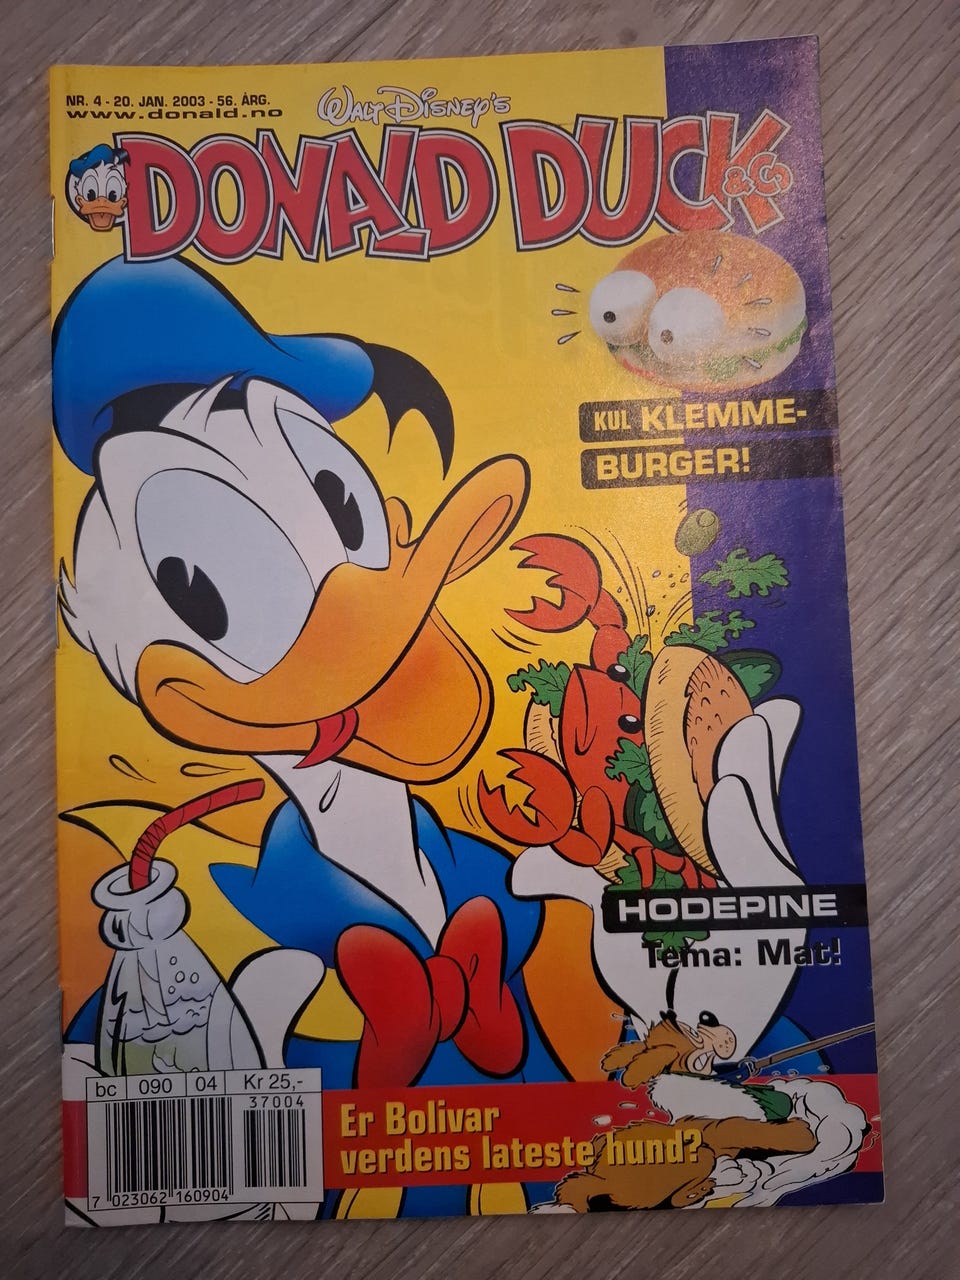 NR. 4 - 20. JAN. 2003 - 56. ÅRG.
www.donald.no
Walt Disney's
DONALD DUCK
& Co
KUL KLEMME-
BURGER!
HODEPINE
Tema: Mat!
bc 090 04 Kr 25,-
37004
7 023062 160904
Er Bolivar
verdens lateste hund?